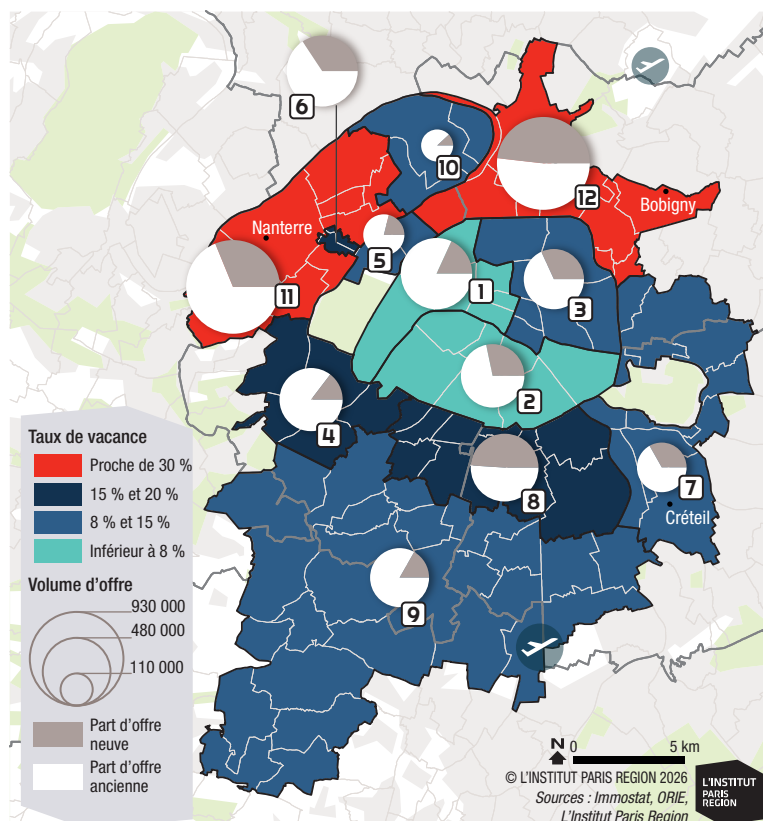 6
10
12
Bobigny
Nanterre
5
1
3
11
2
4
7
8
Créteil
9
Taux de vacance
Proche de 30 %
15 % et 20 %
8 % et 15 %
Inférieur à 8 %
Volume d'offre
930 000
480 000
110 000
Part d'offre
neuve
Part d'offre
ancienne
N
0 5 km
© L'INSTITUT PARIS REGION 2026
Sources : Immostat, ORIE,
L'Institut Paris Region
L'INSTITUT
PARIS
REGION